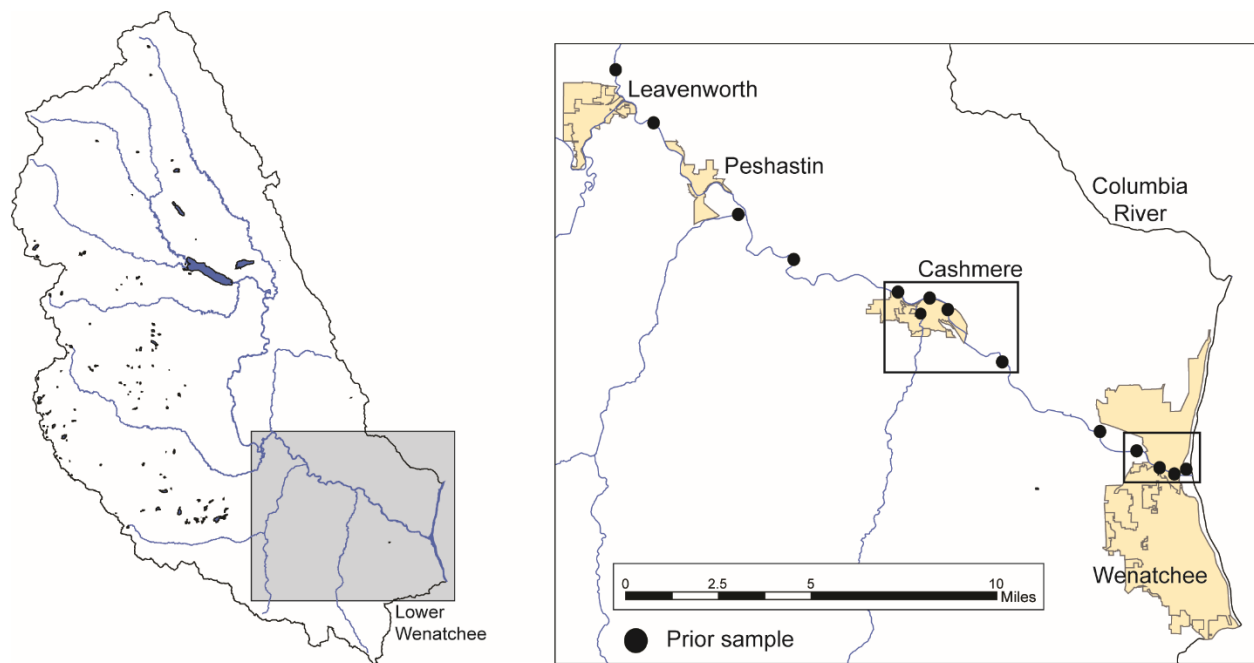 Lower
Wenatchee
Leavenworth
Peshastin
Columbia
River
Cashmere
Wenatchee
0 2.5 5 10
Miles
Prior sample